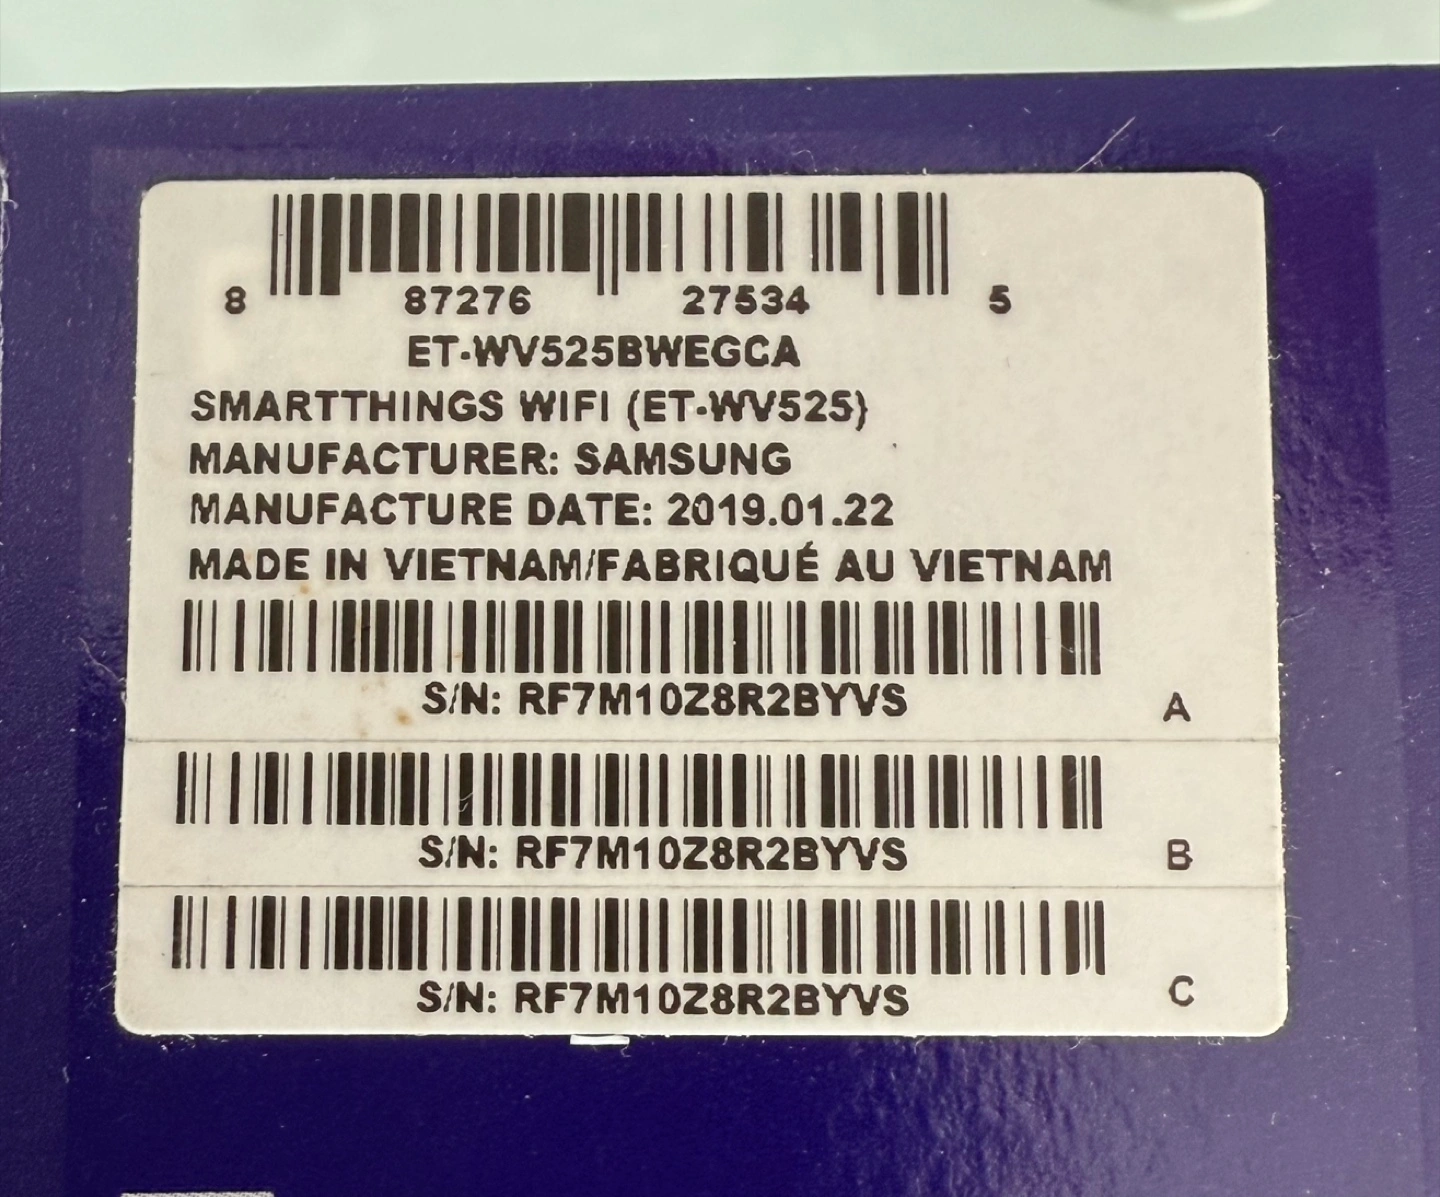 8 87276 27534 5
ET-WV525BWEGCA
SMARTTHINGS WIFI (ET-WV525)
MANUFACTURER: SAMSUNG
MANUFACTURE DATE: 2019.01.22
MADE IN VIETNAM/FABRIQUÉ AU VIETNAM
S/N: RF7M10Z8R2BYVS
A
S/N: RF7M10Z8R2BYVS
B
S/N: RF7M10Z8R2BYVS
C